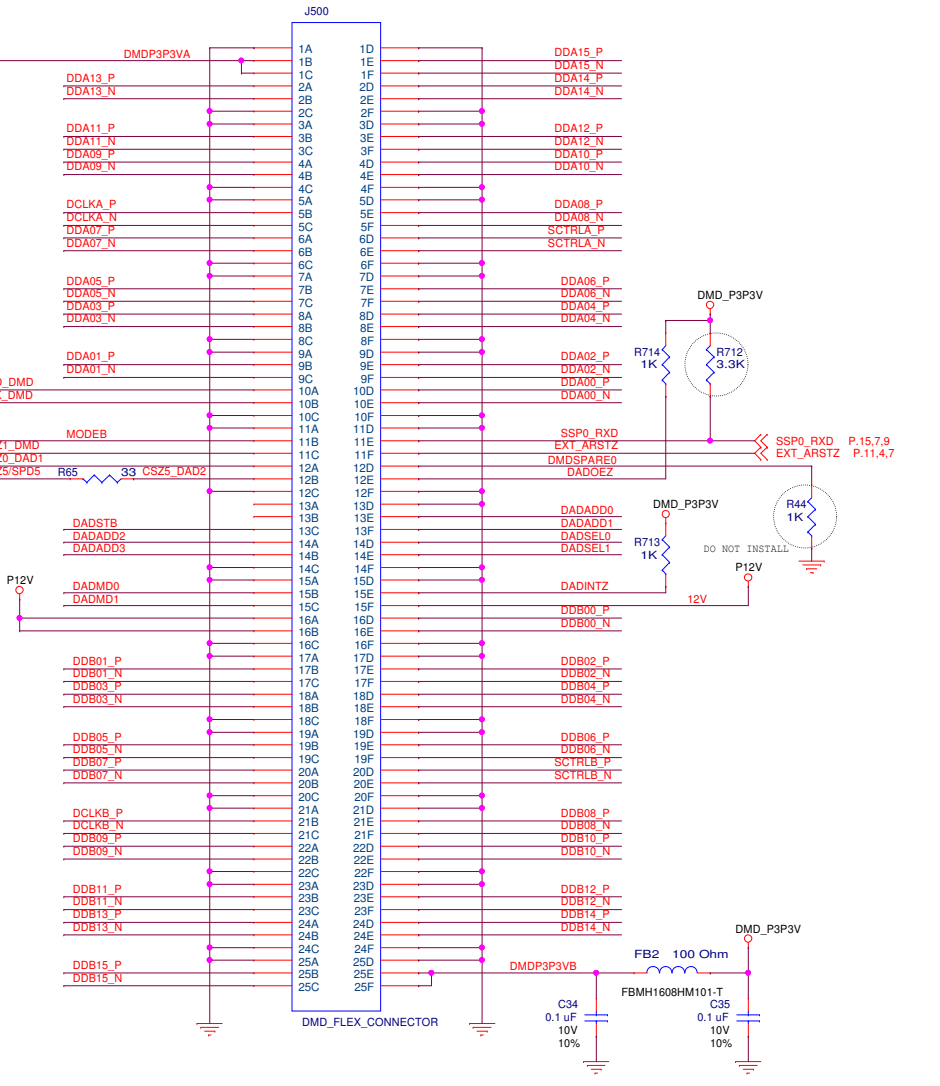 J500
1A 1D
DMDP3P3VA 1B 1E DDA15_P
1C 1F DDA15_N
DDA13_P 2A 2D DDA14_P
DDA13_N 2B 2E DDA14_N
2C 2F
3A 3D
DDA11_P 3B 3E DDA12_P
DDA11_N 3C 3F DDA12_N
DDA09_P 4A 4D DDA10_P
DDA09_N 4B 4E DDA10_N
4C 4F
5A 5D
DCLKA_P 5B 5E DDA08_P
DCLKA_N 5C 5F DDA08_N
DDA07_P 6A 6D SCTRLA_P
DDA07_N 6B 6E SCTRLA_N
6C 6F
7A 7D
DDA05_P 7B 7E DDA06_P
DDA05_N 7C 7F DDA06_N
DDA03_P 8A 8D DDA04_P
DDA03_N 8B 8E DDA04_N
DMD_P3P3V
8C 8F
9A 9D
R714 1K
R712 3.3K
DDA01_P 9B 9E DDA02_P
DDA01_N 9C 9F DDA02_N
_DMD 10A 10D DDA00_P
_DMD 10B 10E DDA00_N
10C 10F
11A 11D
MODEB 11B 11E SSP0_RXD SSP0_RXD P.15,7,9
Z1_DMD 11C 11F EXT_ARSTZ EXT_ARSTZ P.11,4,7
Z0_DAD1 12A 12D DMDSPARE0
Z5/SPD5 R65 33 CSZ5_DAD2 12B 12E DADOEZ
12C 12F
13A 13D
DMD_P3P3V
R44 1K
13B 13E DADADD0
DADSTB 13C 13F DADADD1
DADADD2 14A 14D DADSEL0
DADADD3 14B 14E DADSEL1
R713 1K
DO NOT INSTALL
14C 14F
15A 15D
P12V
P12V
DADMD0 15B 15E DADINTZ
DADMD1 15C 15F 12V
16A 16D DDB00_P
16B 16E DDB00_N
16C 16F
17A 17D
DDB01_P 17B 17E DDB02_P
DDB01_N 17C 17F DDB02_N
DDB03_P 18A 18D DDB04_P
DDB03_N 18B 18E DDB04_N
18C 18F
19A 19D
DDB05_P 19B 19E DDB06_P
DDB05_N 19C 19F DDB06_N
DDB07_P 20A 20D SCTRLB_P
DDB07_N 20B 20E SCTRLB_N
20C 20F
21A 21D
DCLKB_P 21B 21E DDB08_P
DCLKB_N 21C 21F DDB08_N
DDB09_P 22A 22D DDB10_P
DDB09_N 22B 22E DDB10_N
22C 22F
23A 23D
DDB11_P 23B 23E DDB12_P
DDB11_N 23C 23F DDB12_N
DDB13_P 24A 24D DDB14_P
DDB13_N 24B 24E DDB14_N
DMD_P3P3V
24C 24F
25A 25D
FB2 100 Ohm
DDB15_P 25B 25E DMDP3P3VB
DDB15_N 25C 25F
FBMH1608HM101-T
DMD_FLEX_CONNECTOR
C34
0.1 uF
10V
10%
C35
0.1 uF
10V
10%